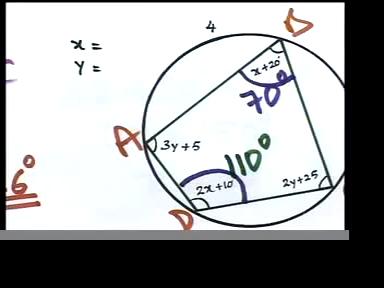 4
B
x =
y =
x+20°
70°
A
3y+5
110°
6°
2x+10
2y+25
D